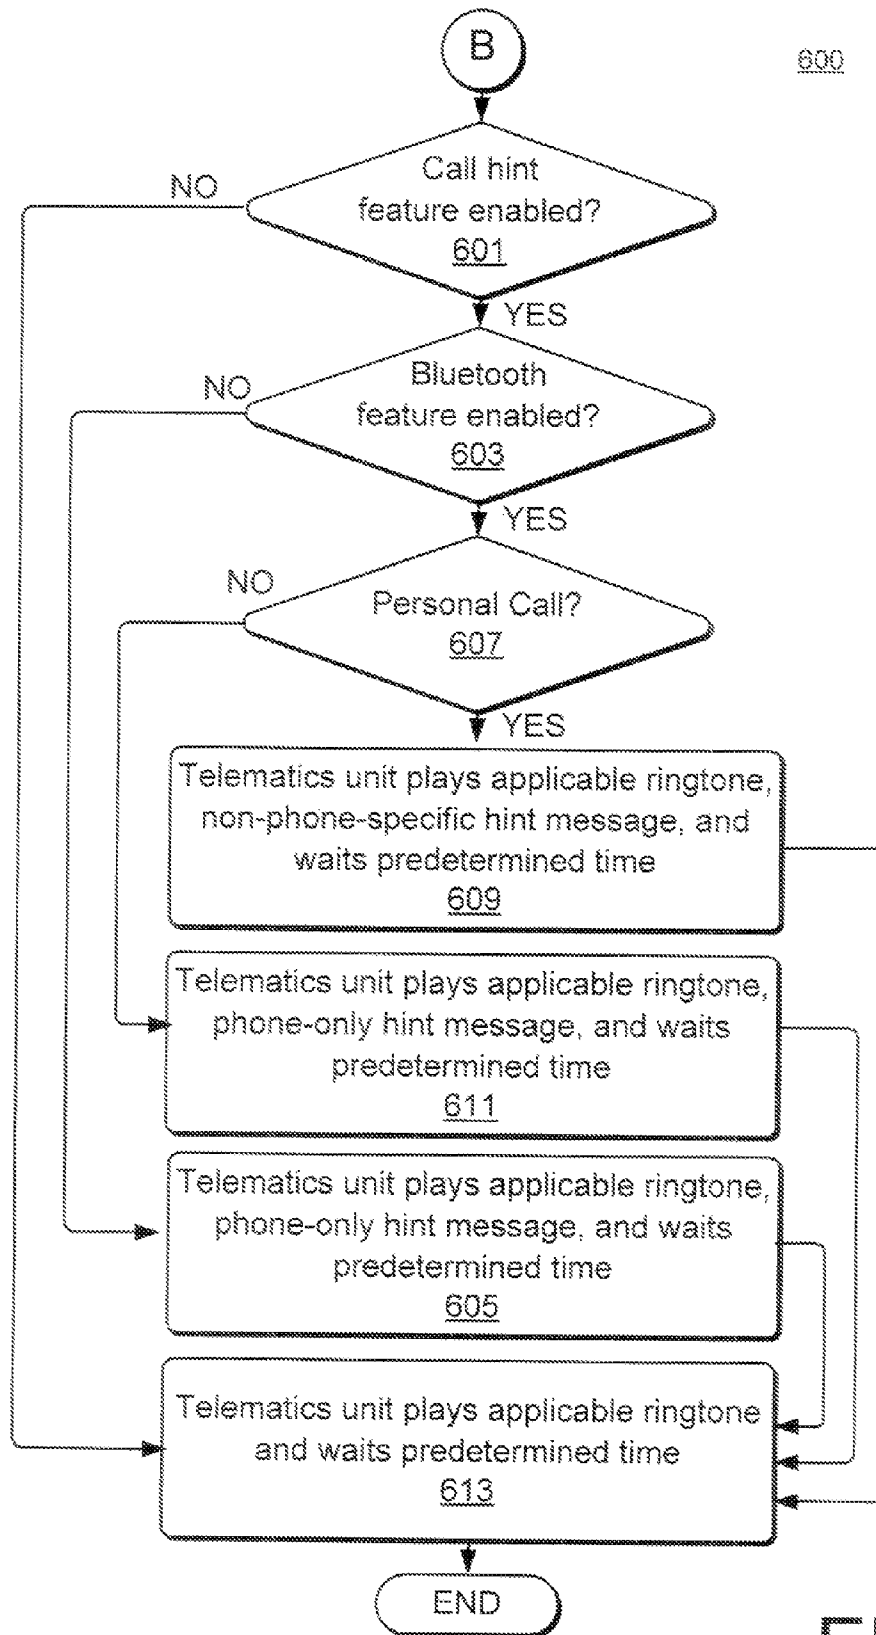 B
600
Call hint
feature enabled?
601
NO
YES
Bluetooth
feature enabled?
603
NO
YES
Personal Call?
607
NO
YES
Telematics unit plays applicable ringtone,
non-phone-specific hint message, and
waits predetermined time
609
Telematics unit plays applicable ringtone,
phone-only hint message, and waits
predetermined time
611
Telematics unit plays applicable ringtone,
phone-only hint message, and waits
predetermined time
605
Telematics unit plays applicable ringtone
and waits predetermined time
613
END